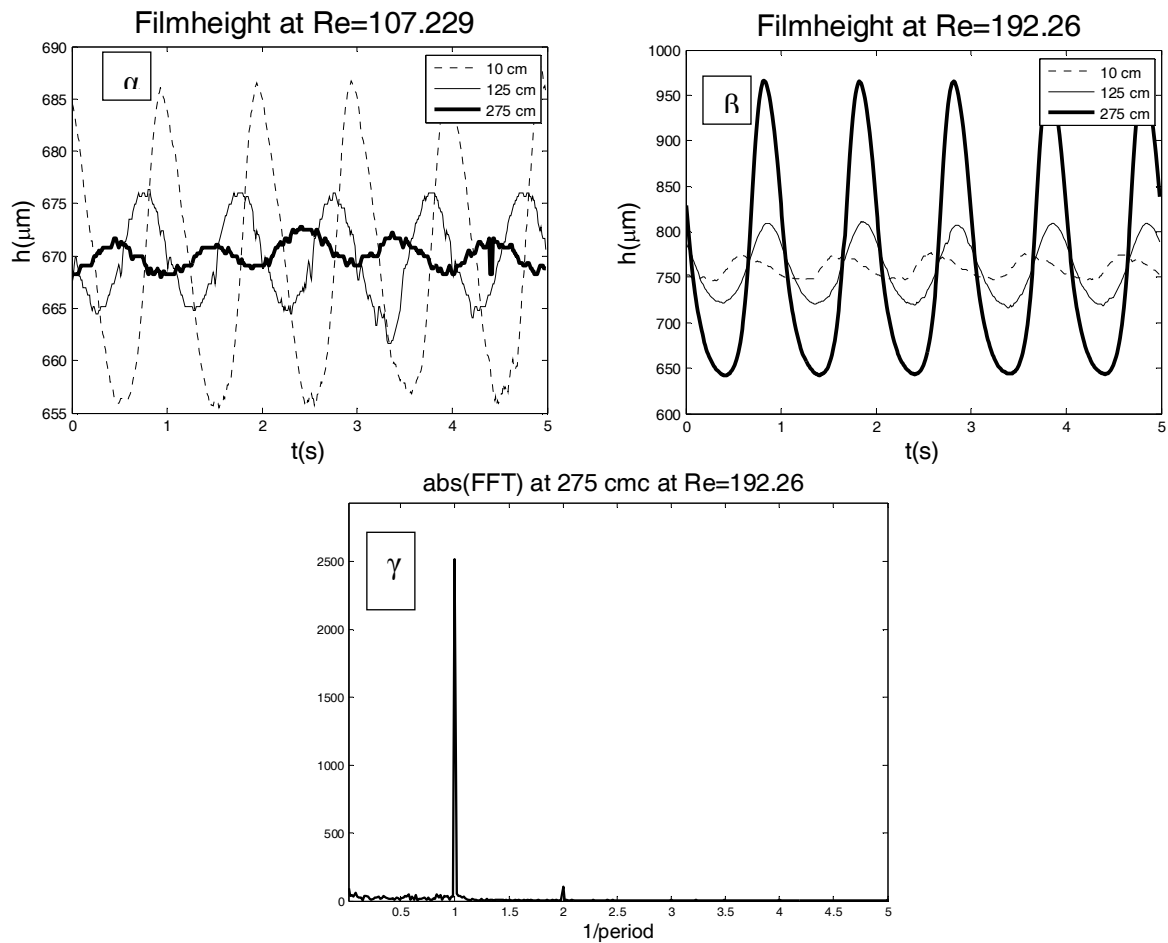 Filmheight at Re=107.229
α
10 cm
125 cm
275 cm
690
685
680
675
670
665
660
655
h(μm)
0 1 2 3 4 5
t(s)
Filmheight at Re=192.26
β
10 cm
125 cm
275 cm
1000
950
900
850
800
750
700
650
600
h(μm)
0 1 2 3 4 5
t(s)
abs(FFT) at 275 cmc at Re=192.26
γ
2500
2000
1500
1000
500
0
0.5 1 1.5 2 2.5 3 3.5 4 4.5 5
1/period